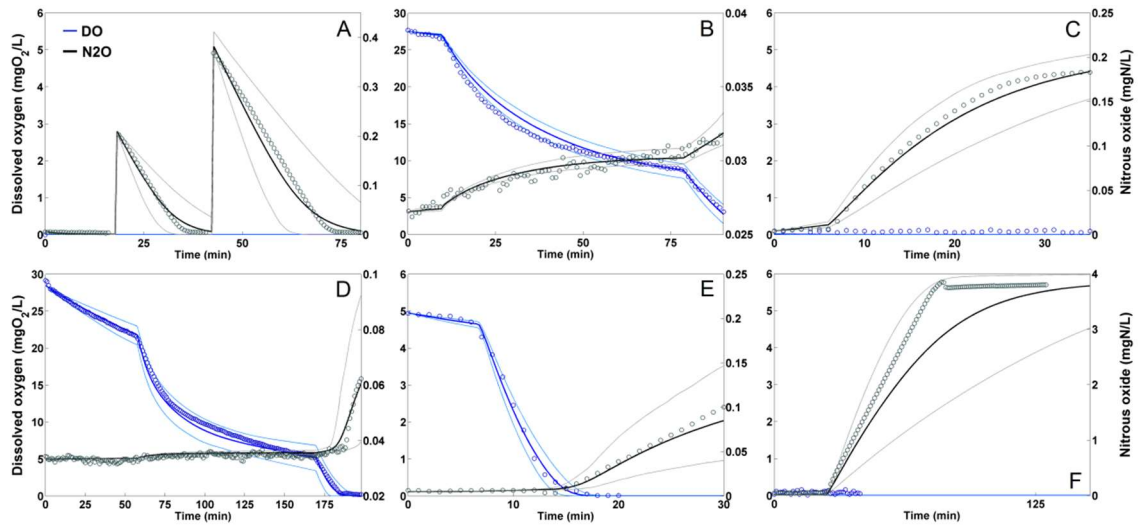 6 30 0.04 6 0.25
DO A 0.4 B C
N2O
5 25 5 0.2
Dissolved oxygen (mgO2/L) 4 0.3 20 0.035 4 0.15 Nitrous oxide (mgN/L)
3 0.2 15 3
2 10 0.03 2 0.1
1 0.1 5 1 0.05
0 0 0 0.025 0 0
25 50 75 25 50 75 10 20 30
Time (min) Time (min) Time (min)
30 0.1 6 0.25 6 4
D E
25 5 0.2 5
Dissolved oxygen (mgO2/L) 20 0.08 4 0.15 4 3 Nitrous oxide (mgN/L)
15 0.06 3 3 2
10 2 0.1 2
5 0.04 1 0.05 1 1
F
0 0.02 0 0 0 0
0 25 50 75 100 125 150 175 0 10 20 30 125
Time (min) Time (min) Time (min)